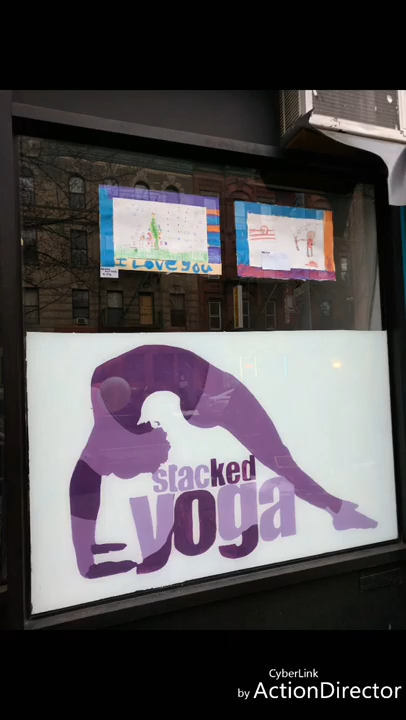 I LOVE YOU
stacked
yoga
CyberLink
by ActionDirector